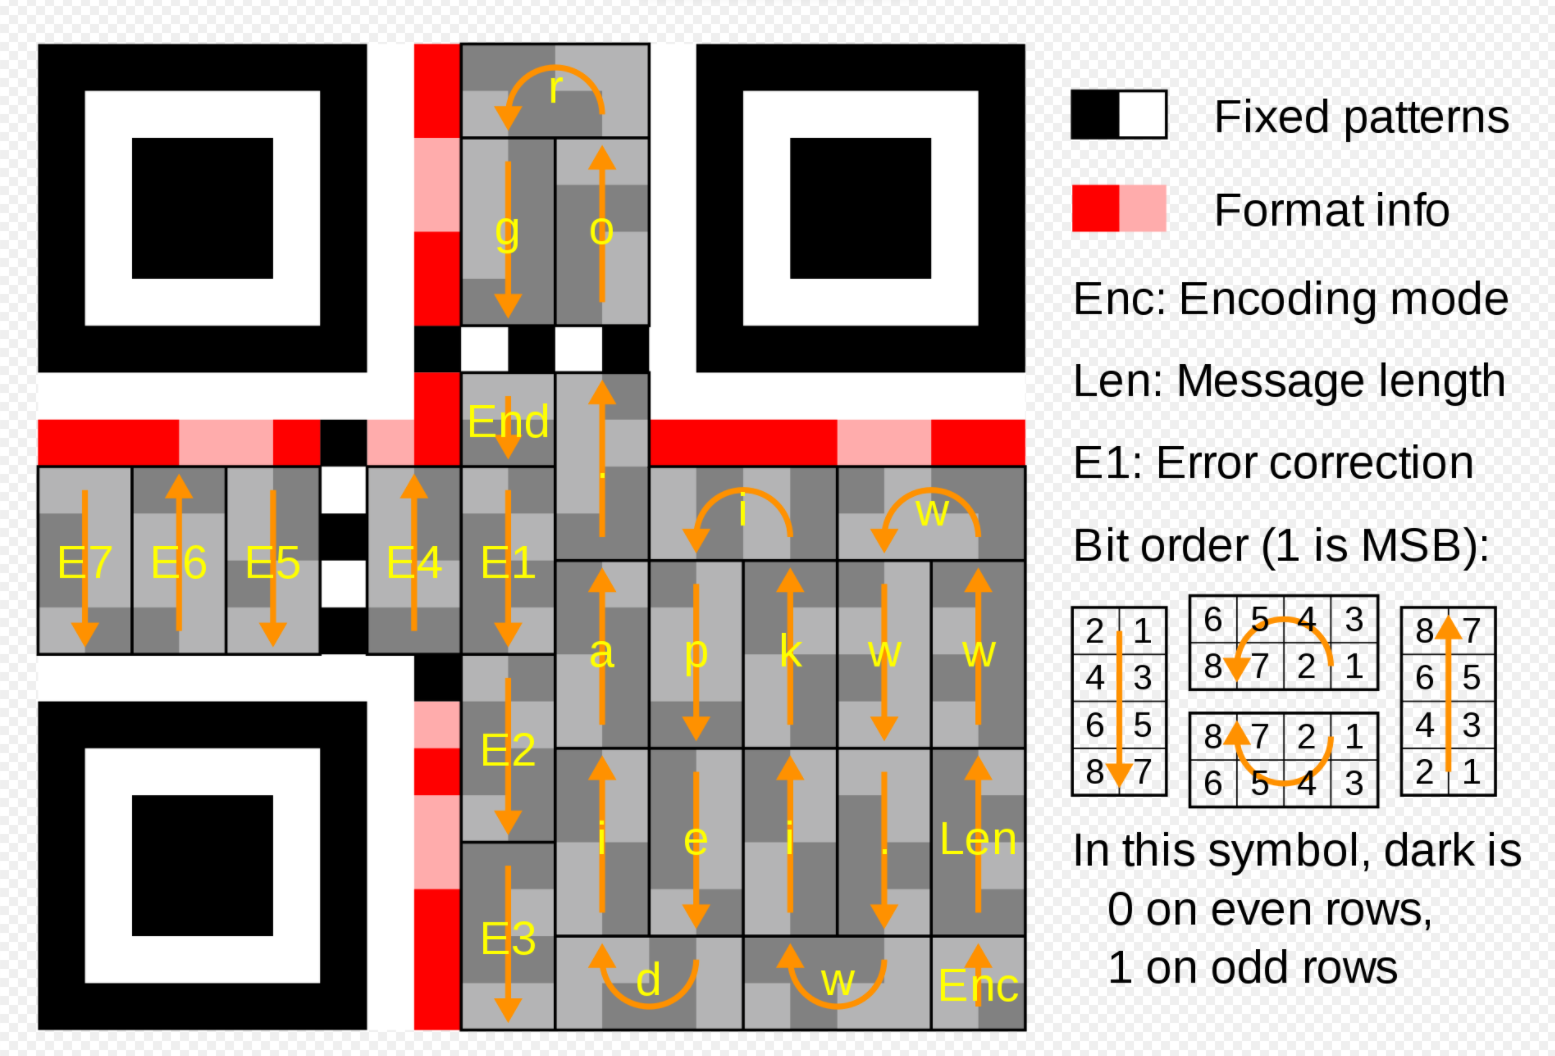 r
g o
End
.
i w
E7 E6 E5 E4 E1
a p k w w
E2
i e i . Len
E3
d w Enc
Fixed patterns
Format info
Enc: Encoding mode
Len: Message length
E1: Error correction
Bit order (1 is MSB):
2 1
4 3
6 5
8 7
6 5 4 3
8 7 2 1
8 7 2 1
6 5 4 3
8 7
6 5
4 3
2 1
In this symbol, dark is
0 on even rows,
1 on odd rows